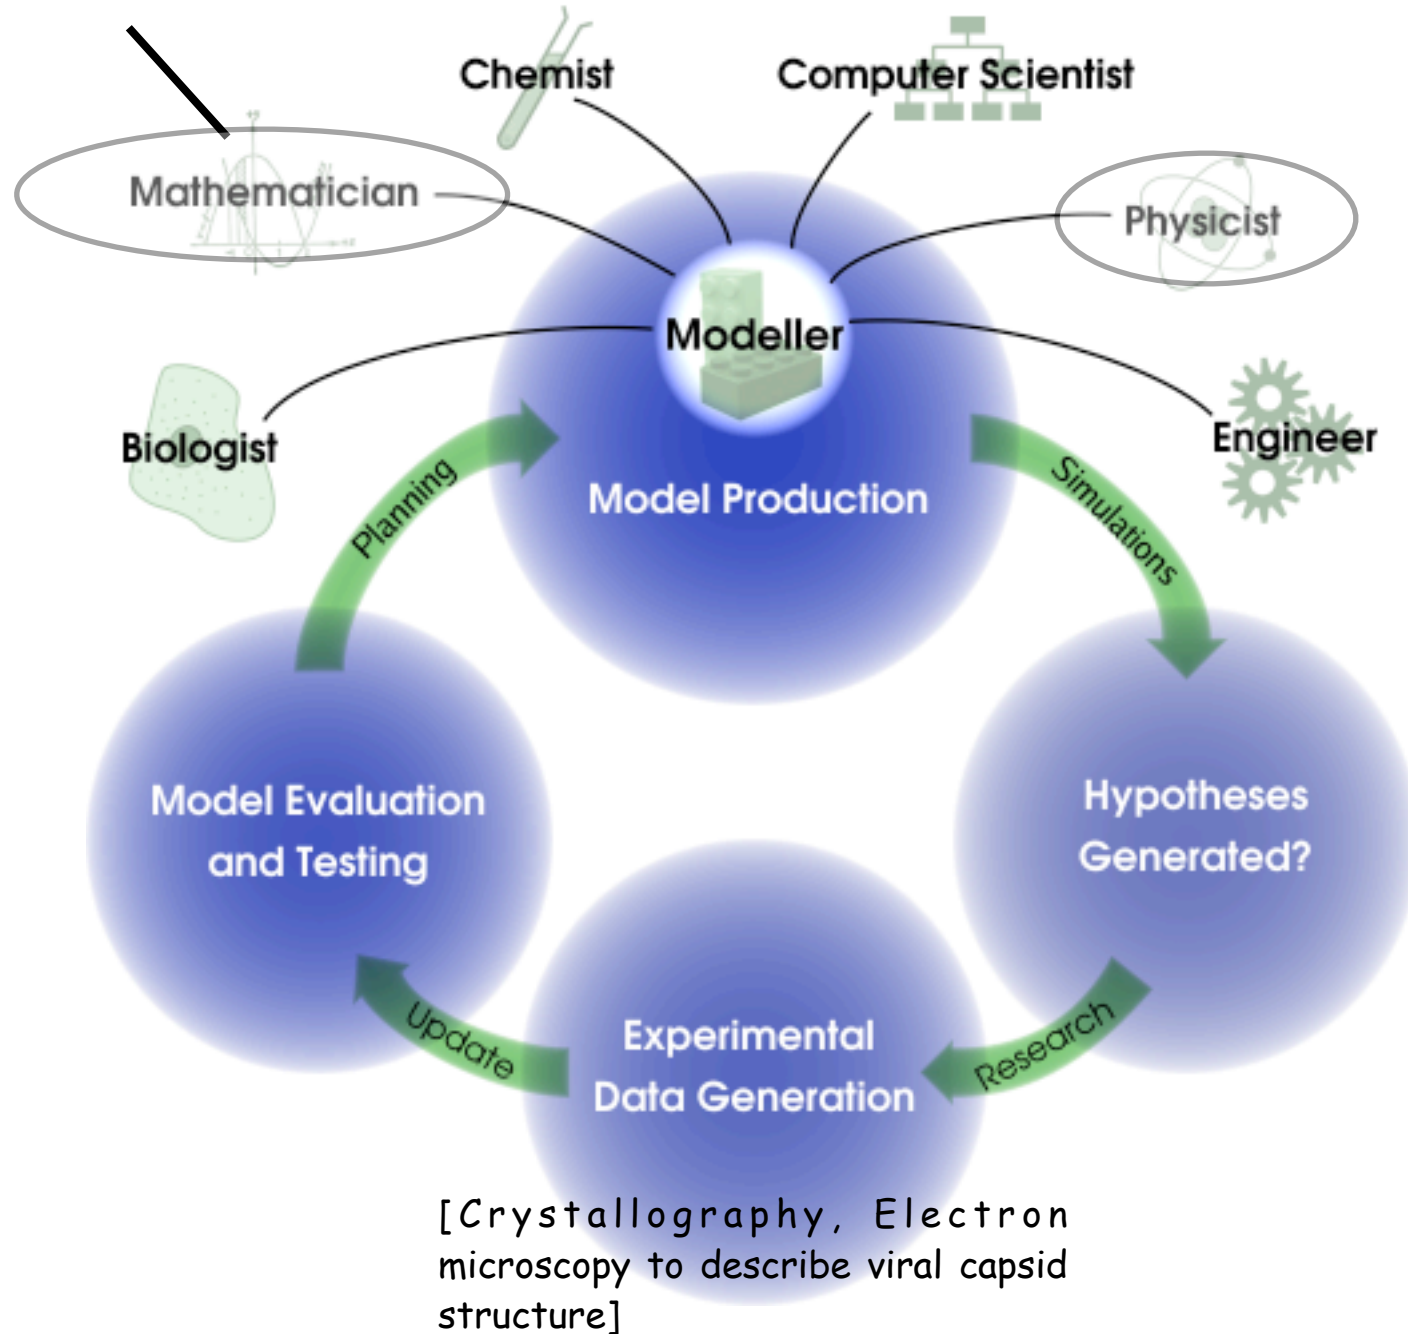 Chemist
Computer Scientist
Mathematician
Physicist
Modeller
Biologist
Engineer
Planning
Model Production
Simulations
Model Evaluation
and Testing
Hypotheses
Generated?
Update
Experimental
Data Generation
Research
[Crystallography, Electron
microscopy to describe viral capsid
structure]